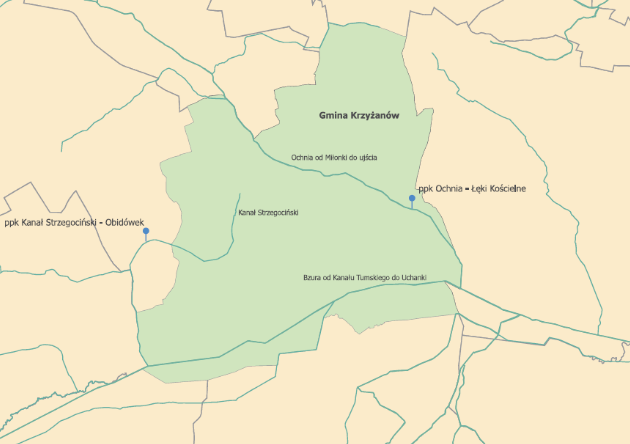 Gmina Krzyżanów
Ochnia od Miłonki do ujścia
ppk Ochnia - Łęki Kościelne
Kanał Strzegociński
ppk Kanał Strzegociński - Obidówek
Bzura od Kanału Tumskiego do Uchanki